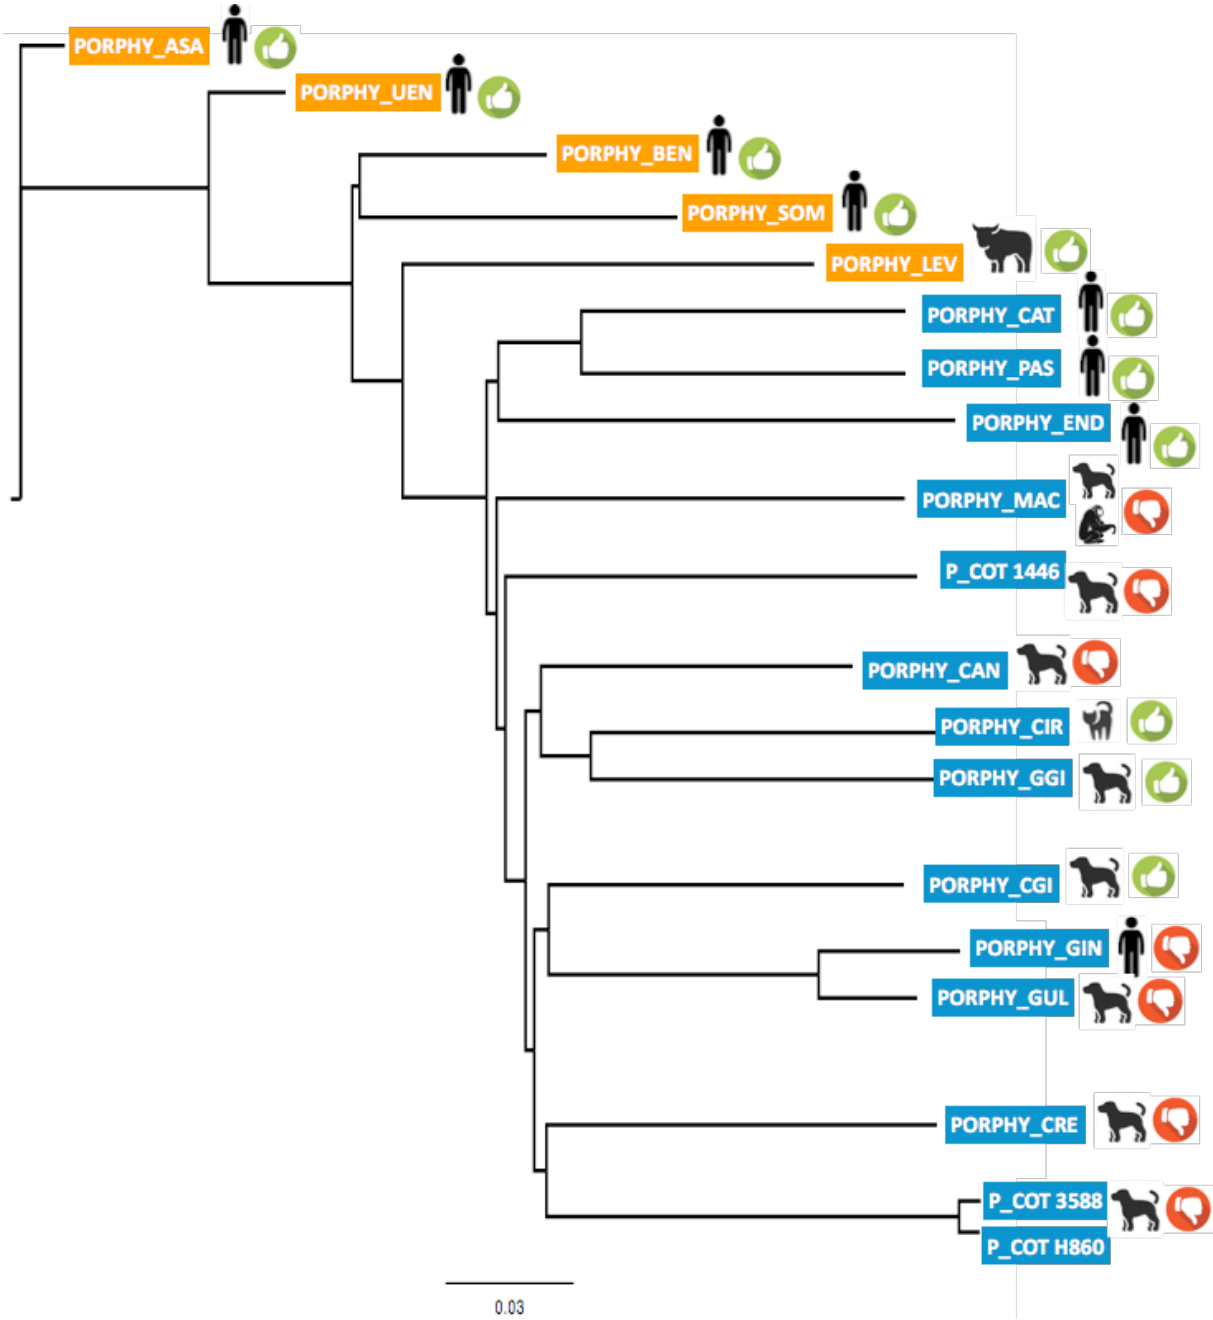 PORPHY_ASA
PORPHY_UEN
PORPHY_BEN
PORPHY_SOM
PORPHY_LEV
PORPHY_CAT
PORPHY_PAS
PORPHY_END
PORPHY_MAC
P_COT 1446
PORPHY_CAN
PORPHY_CIR
PORPHY_GGI
PORPHY_CGI
PORPHY_GIN
PORPHY_GUL
PORPHY_CRE
P_COT 3588
P_COT H860
0.03